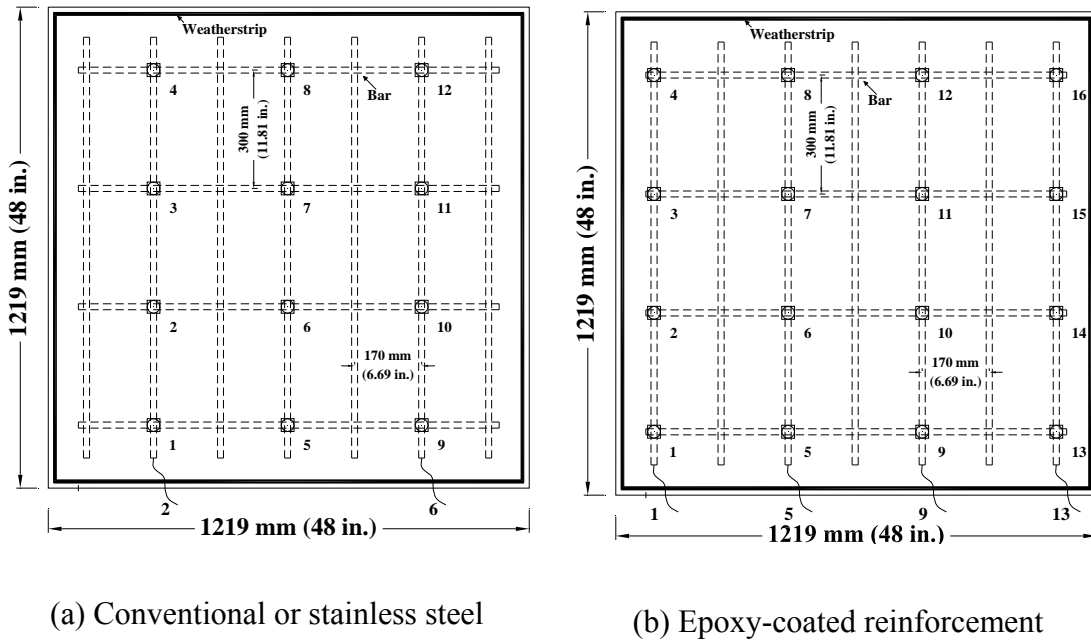 Weatherstrip
4
8
12
Bar
300 mm
(11.81 in.)
3
7
11
2
6
10
170 mm
(6.69 in.)
1
5
9
2
6
1219 mm (48 in.)
1219 mm (48 in.)
(a) Conventional or stainless steel
Weatherstrip
4
8
12
16
Bar
300 mm
(11.81 in.)
3
7
11
15
2
6
10
14
170 mm
(6.69 in.)
1
5
9
13
1
5
9
13
1219 mm (48 in.)
1219 mm (48 in.)
(b) Epoxy-coated reinforcement